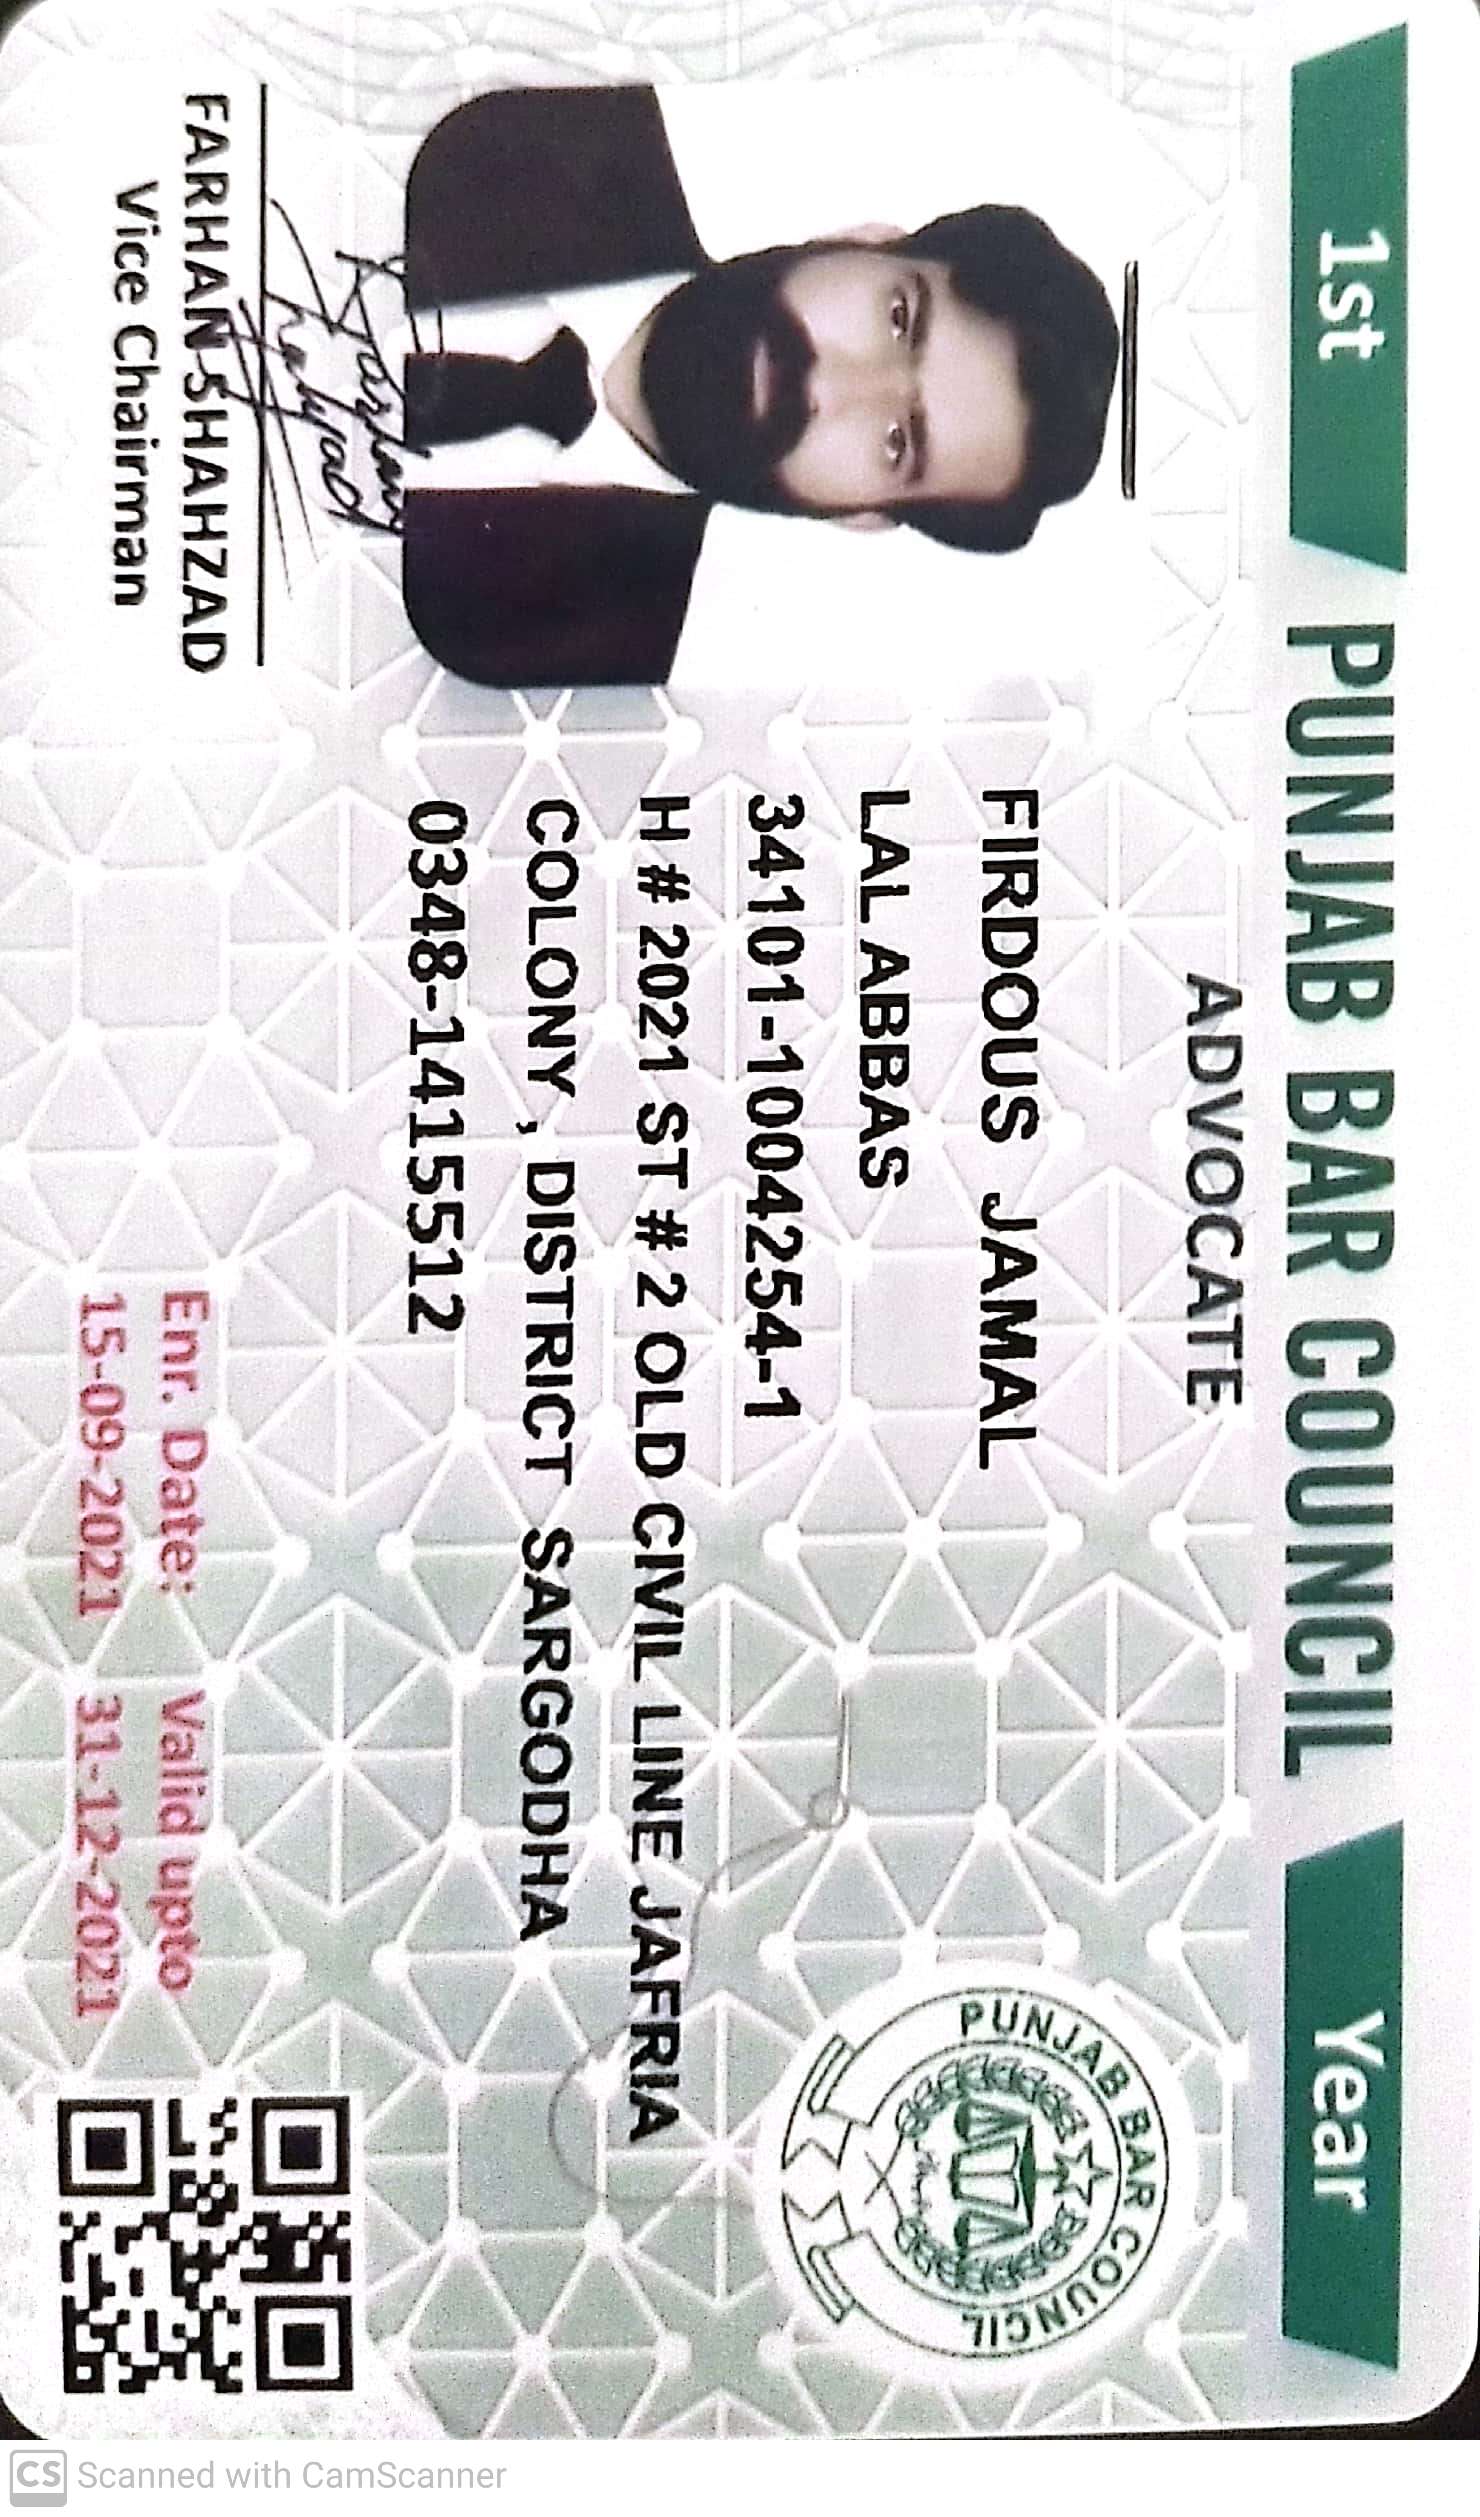 1st PUNJAB BAR COUNCIL Year
ADVOCATE
FIRDOUS JAMAL
LAL ABBAS
34101-1004254-1
H # 2021 ST # 2 OLD CIVIL LINE JAFRIA
COLONY , DISTRICT SARGODHA
0348-1415512
PUNJAB BAR COUNCIL
FARHAN SHAHZAD
Vice Chairman
Enr. Date: Valid upto
15-09-2021 31-12-2021
CS Scanned with CamScanner